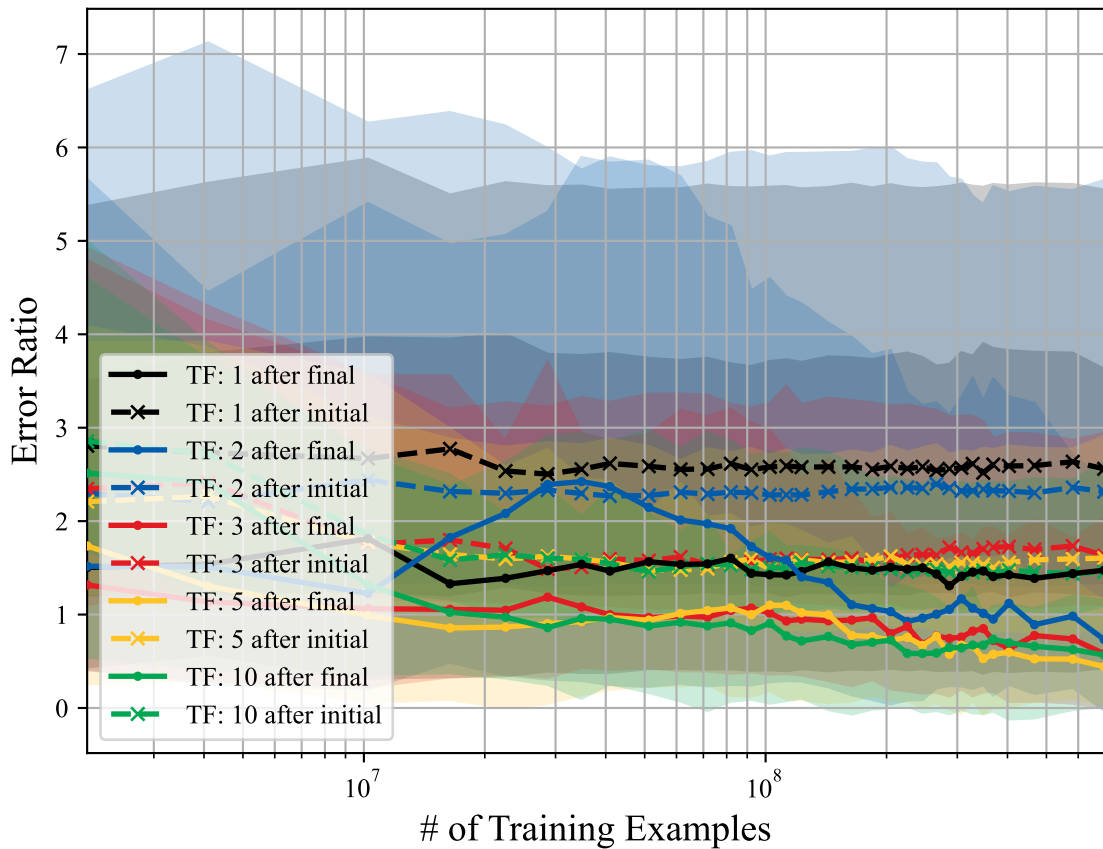 7
6
5
4
3
2
1
0
Error Ratio
TF: 1 after final
TF: 1 after initial
TF: 2 after final
TF: 2 after initial
TF: 3 after final
TF: 3 after initial
TF: 5 after final
TF: 5 after initial
TF: 10 after final
TF: 10 after initial
10⁷
10⁸
# of Training Examples